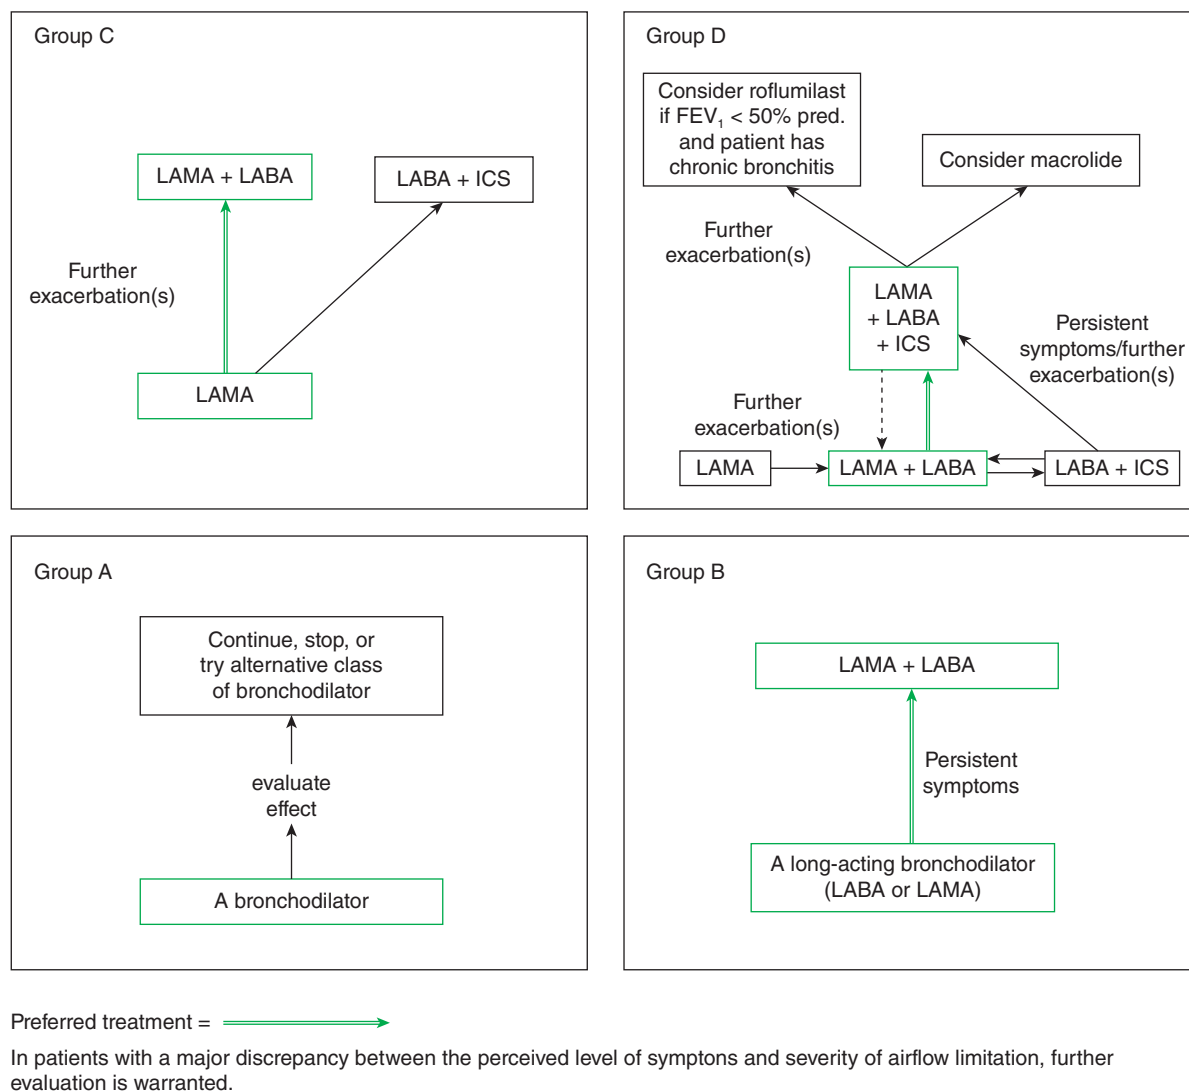 Group C
LAMA + LABA
LABA + ICS
Further
exacerbation(s)
LAMA
Group D
Consider roflumilast
if FEV₁ < 50% pred.
and patient has
chronic bronchitis
Consider macrolide
Further
exacerbation(s)
LAMA
+ LABA
+ ICS
Persistent
symptoms/further
exacerbation(s)
Further
exacerbation(s)
LAMA
LAMA + LABA
LABA + ICS
Group A
Continue, stop, or
try alternative class
of bronchodilator
evaluate
effect
A bronchodilator
Group B
LAMA + LABA
Persistent
symptoms
A long-acting bronchodilator
(LABA or LAMA)
Preferred treatment =
In patients with a major discrepancy between the perceived level of symptons and severity of airflow limitation, further
evaluation is warranted.